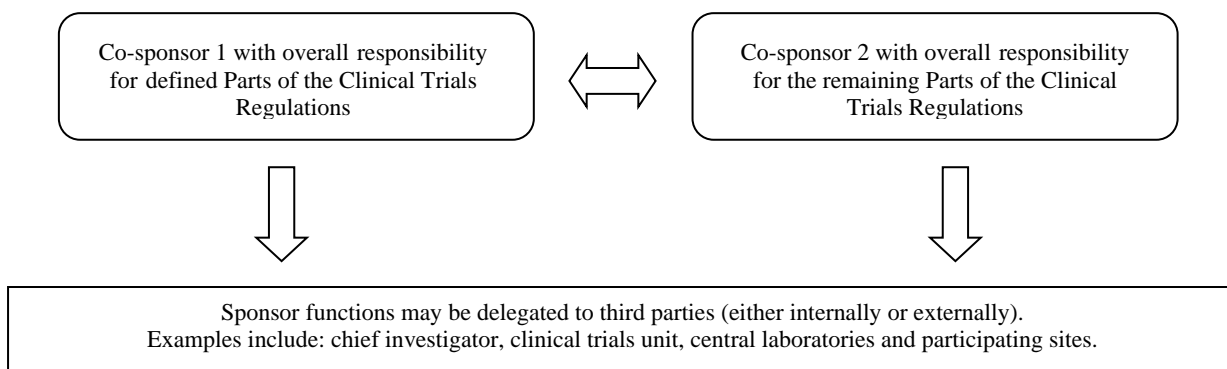 Co-sponsor 1 with overall responsibility
for defined Parts of the Clinical Trials
Regulations
Co-sponsor 2 with overall responsibility
for the remaining Parts of the Clinical
Trials Regulations
Sponsor functions may be delegated to third parties (either internally or externally).
Examples include: chief investigator, clinical trials unit, central laboratories and participating sites.